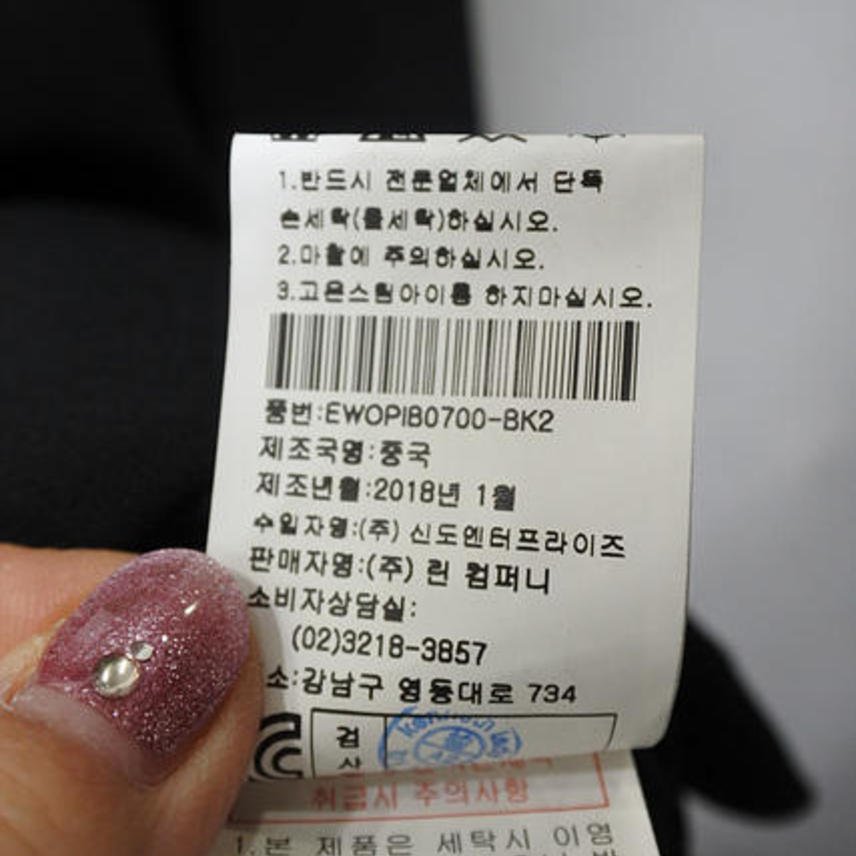 1.반드시 전문업체에서 단독
손세탁(물세탁)하십시오.
2.마찰에 주의하십시오.
3.고온스팀아이롱 하지마십시오.
품번:EWOPIB0700-BK2
제조국명:중국
제조년월:2018년 1월
수입자명:(주) 신도엔터프라이즈
판매자명:(주) 린 컴퍼니
소비자상담실:
(02)3218-3857
소:강남구 영동대로 734
검
취급시 주의사항
1.본 제품은 세탁시 이염